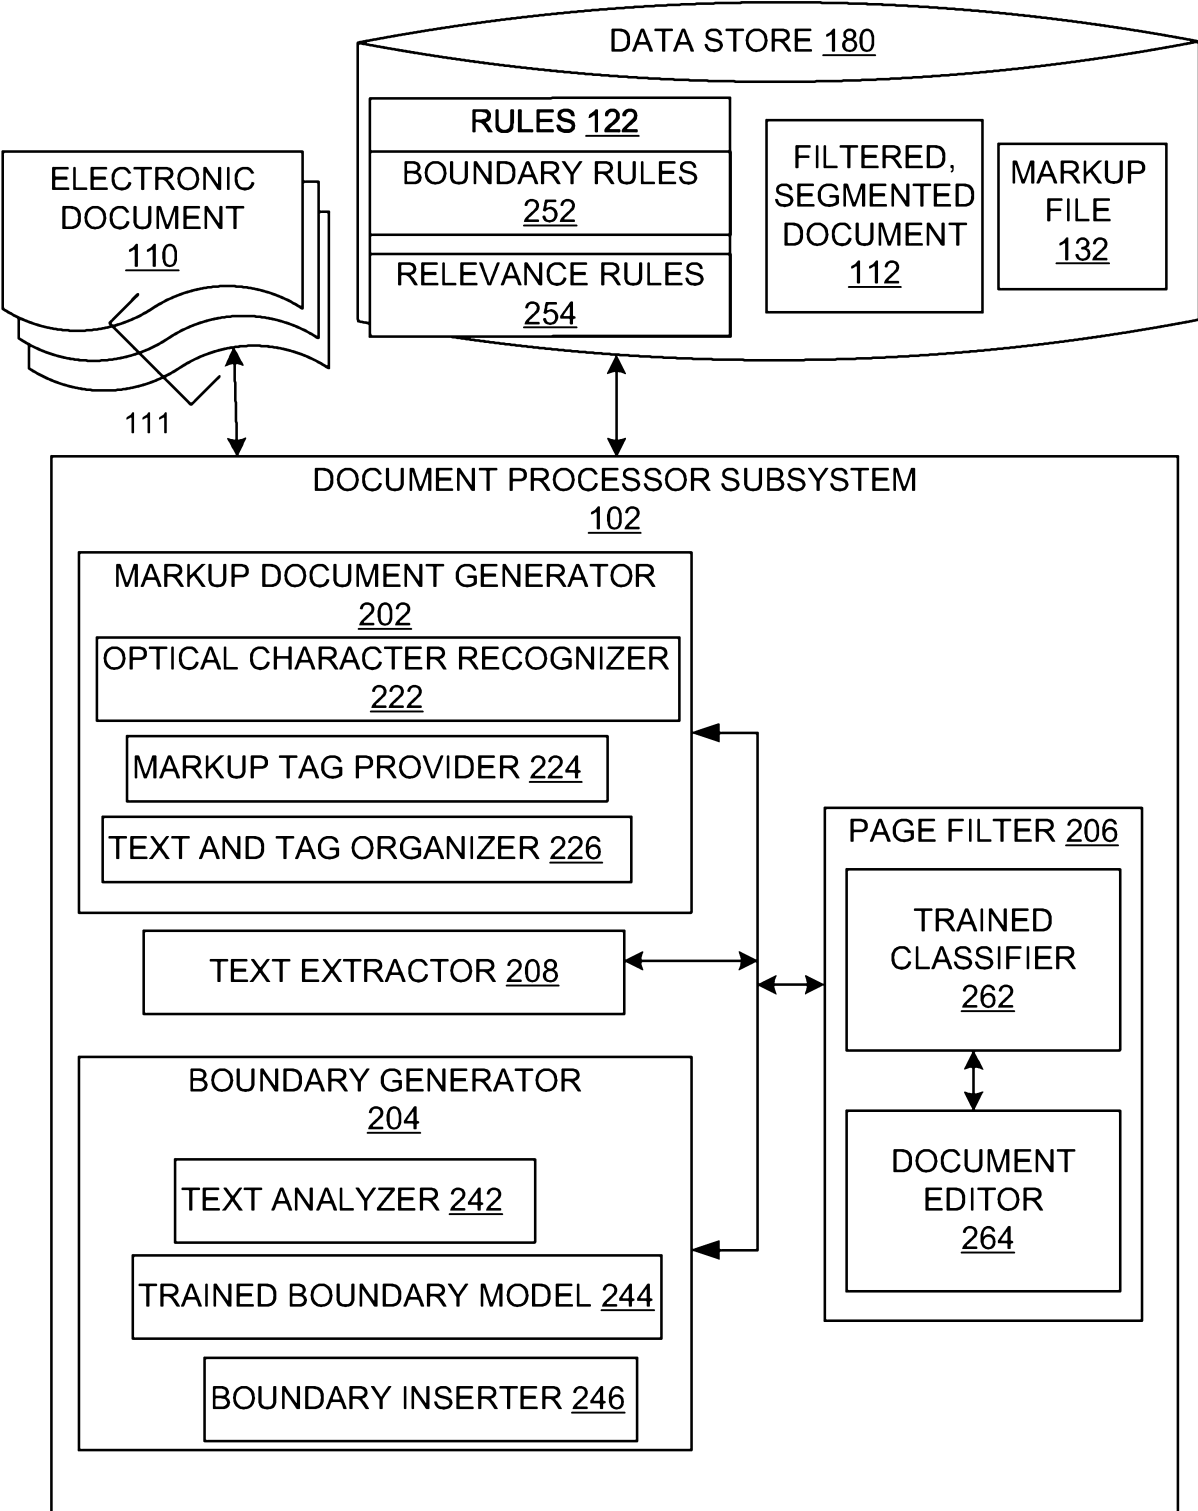 DATA STORE 180
RULES 122
BOUNDARY RULES
252
RELEVANCE RULES
254
FILTERED,
SEGMENTED
DOCUMENT
112
MARKUP
FILE
132
ELECTRONIC
DOCUMENT
110
111
DOCUMENT PROCESSOR SUBSYSTEM
102
MARKUP DOCUMENT GENERATOR
202
OPTICAL CHARACTER RECOGNIZER
222
MARKUP TAG PROVIDER 224
TEXT AND TAG ORGANIZER 226
TEXT EXTRACTOR 208
BOUNDARY GENERATOR
204
TEXT ANALYZER 242
TRAINED BOUNDARY MODEL 244
BOUNDARY INSERTER 246
PAGE FILTER 206
TRAINED
CLASSIFIER
262
DOCUMENT
EDITOR
264